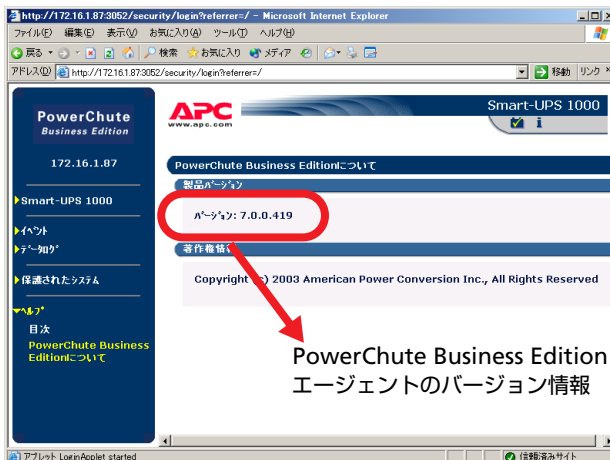 http://172.16.1.87:3052/security/login?referrer=/ - Microsoft Internet Explorer
ファイル(F) 編集(E) 表示(V) お気に入り(A) ツール(T) ヘルプ(H)
戻る 検索 お気に入り メディア
アドレス(D) http://172.16.1.87:3052/security/login?referrer=/ 移動 リンク »
PowerChute
Business Edition
172.16.1.87
Smart-UPS 1000
イベント
データログ
保護されたシステム
ヘルプ
目次
PowerChute Business
Editionについて
APC
www.apc.com
Smart-UPS 1000
PowerChute Business Editionについて
製品バージョン
バージョン: 7.0.0.419
著作権情報
Copyright (c) 2003 American Power Conversion Inc., All Rights Reserved
PowerChute Business Edition
エージェントのバージョン情報
アプレット LoginApplet started 信頼済みサイト